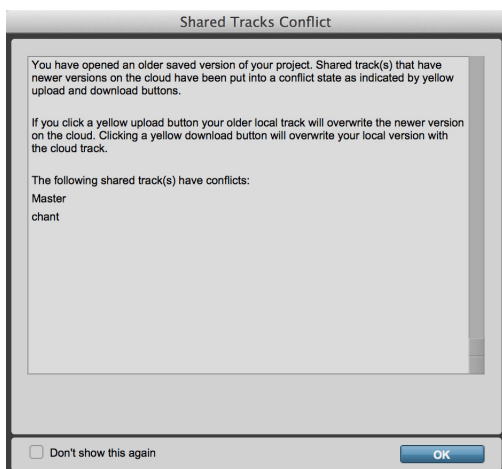 Shared Tracks Conflict
You have opened an older saved version of your project. Shared track(s) that have
newer versions on the cloud have been put into a conflict state as indicated by yellow
upload and download buttons.
If you click a yellow upload button your older local track will overwrite the newer version
on the cloud. Clicking a yellow download button will overwrite your local version with
the cloud track.
The following shared track(s) have conflicts:
Master
chant
Don't show this again
OK